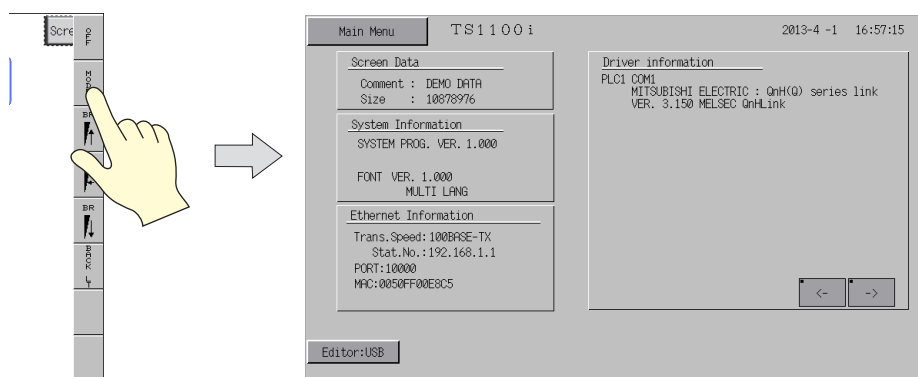 Scre
OFF
MODE
BR
BR
BACK
Main Menu
TS1100i
2013-4 -1 16:57:15
Screen Data
Comment : DEMO DATA
Size : 10878976
System Information
SYSTEM PROG. VER. 1.000
FONT VER. 1.000
MULTI LANG
Ethernet Information
Trans.Speed:100BASE-TX
Stat.No.:192.168.1.1
PORT:10000
MAC:0050FF00E8C5
Driver information
PLC1 COM1
MITSUBISHI ELECTRIC : QnH(Q) series link
VER. 3.150 MELSEC QnHLink
<- ->
Editor:USB